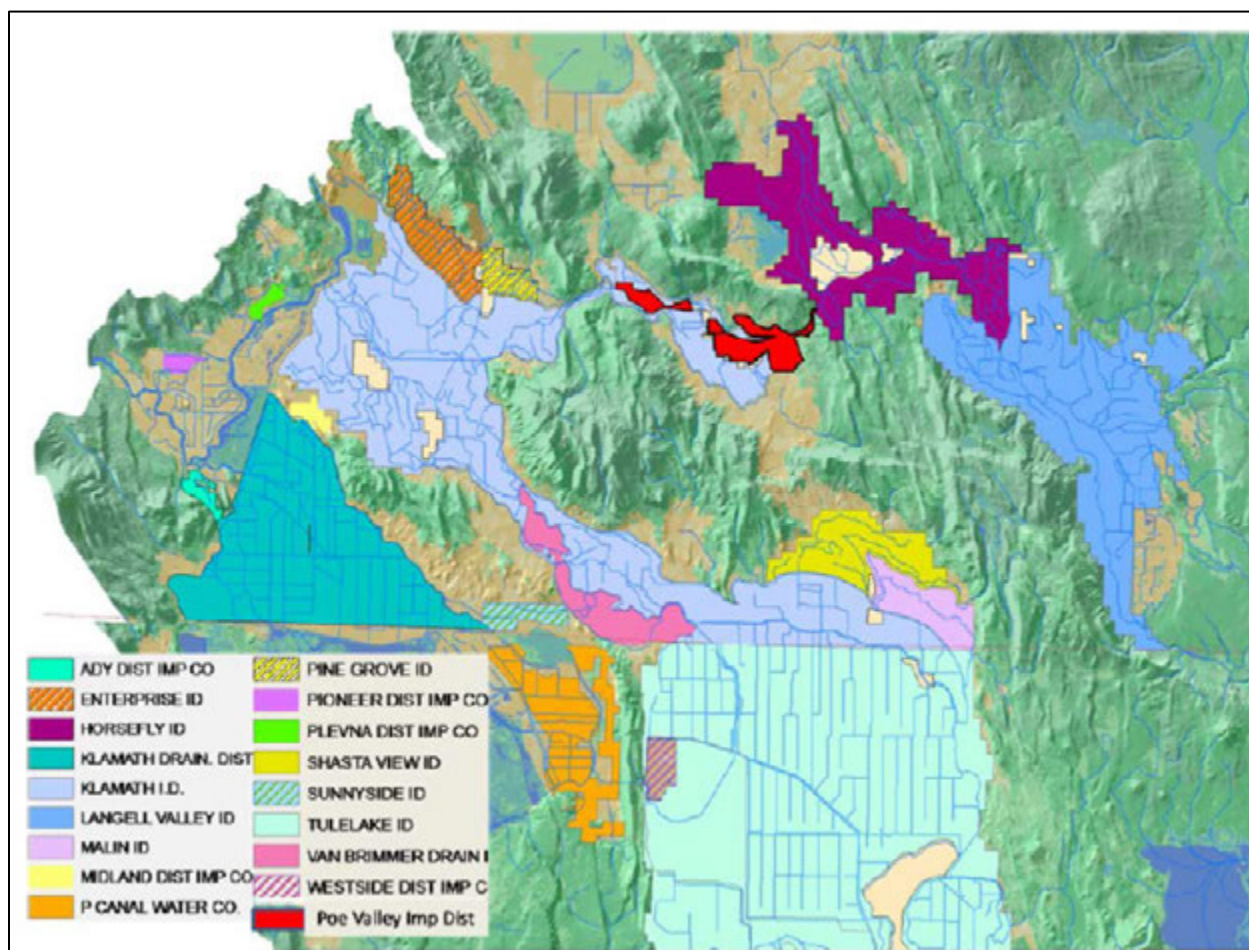 ADY DIST IMP CO
ENTERPRISE ID
HORSEFLY ID
KLAMATH DRAIN. DIST
KLAMATH I.D.
LANGELL VALLEY ID
MALIN ID
MIDLAND DIST IMP CO
P CANAL WATER CO.
PINE GROVE ID
PIONEER DIST IMP CO
PLEVNA DIST IMP CO
SHASTA VIEW ID
SUNNYSIDE ID
TULELAKE ID
VAN BRIMMER DRAIN I
WESTSIDE DIST IMP C
Poe Valley Imp Dist